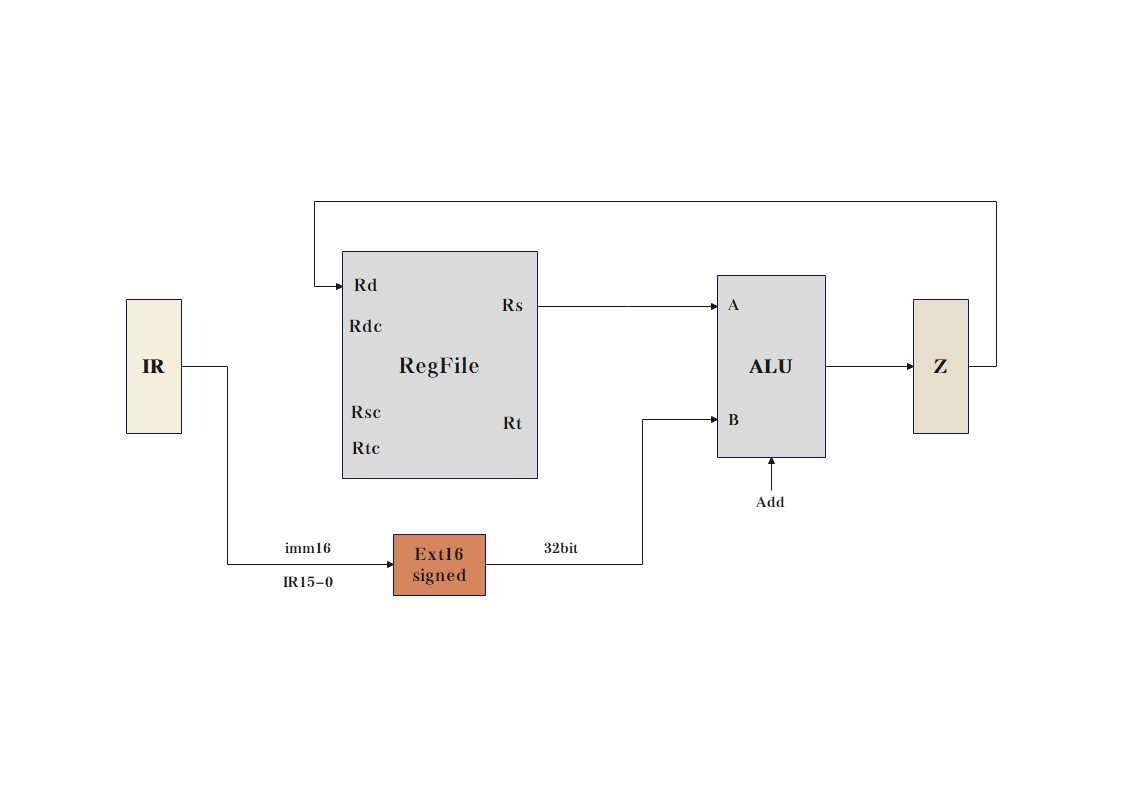 Rd
Rs
A
Rdc
IR
RegFile
ALU
Z
Rsc
Rt
B
Rtc
Add
imm16
Ext16
signed
32bit
IR15-0